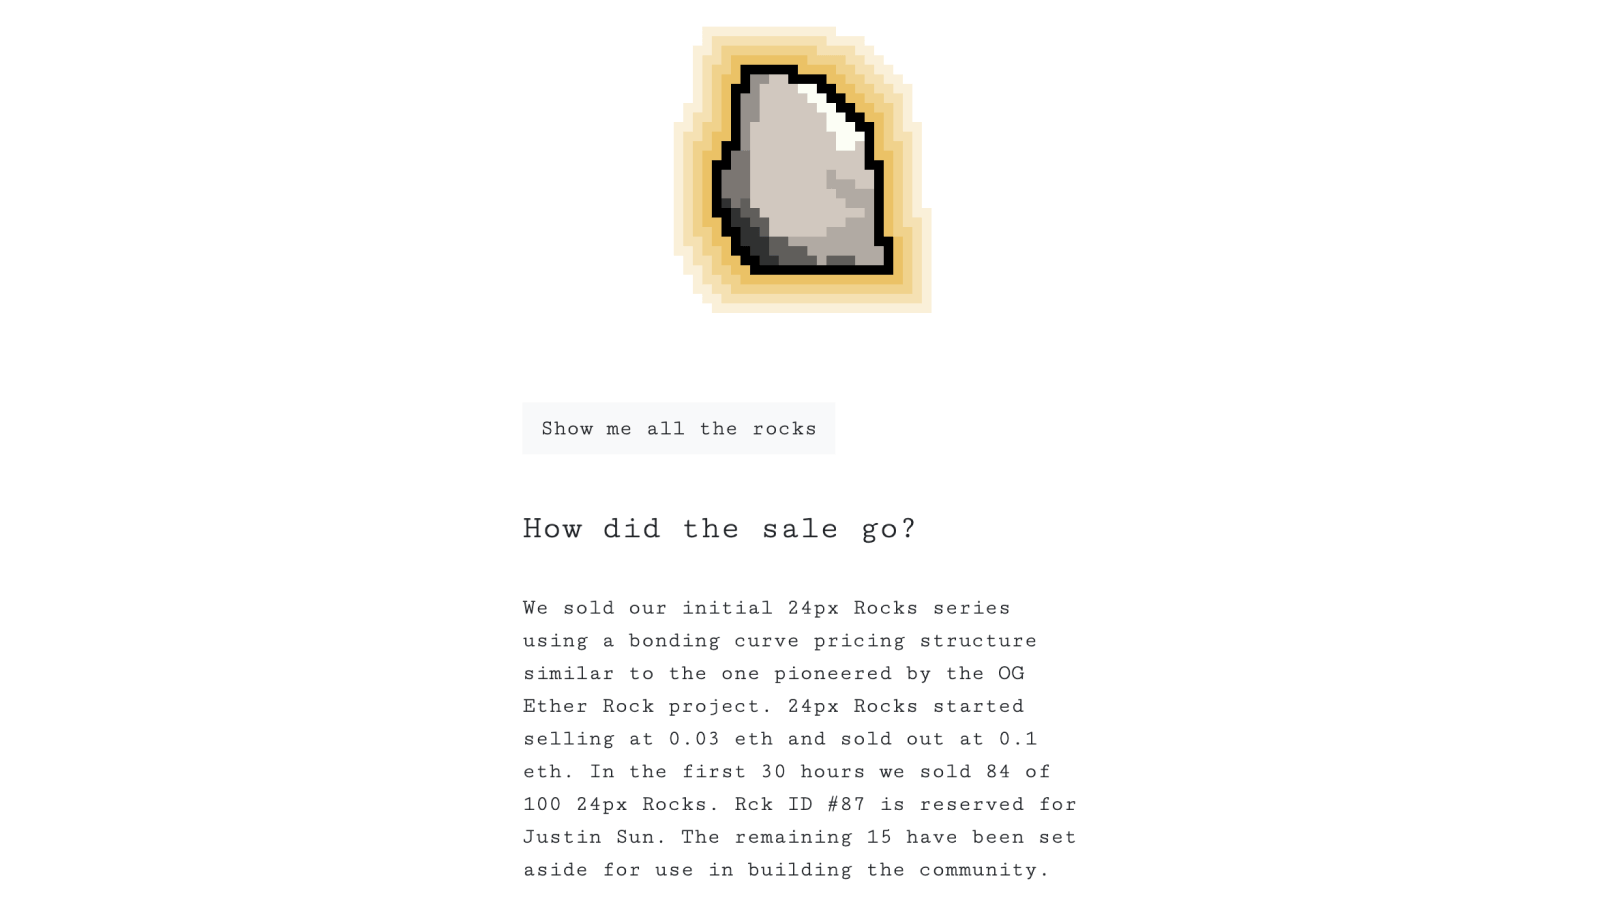 Show me all the rocks
How did the sale go?
We sold our initial 24px Rocks series
using a bonding curve pricing structure
similar to the one pioneered by the OG
Ether Rock project. 24px Rocks started
selling at 0.03 eth and sold out at 0.1
eth. In the first 30 hours we sold 84 of
100 24px Rocks. Rck ID #87 is reserved for
Justin Sun. The remaining 15 have been set
aside for use in building the community.